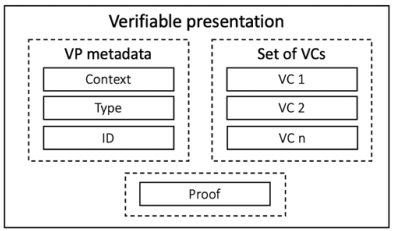 Verifiable presentation
VP metadata
Context
Type
ID
Set of VCs
VC 1
VC 2
VC n
Proof